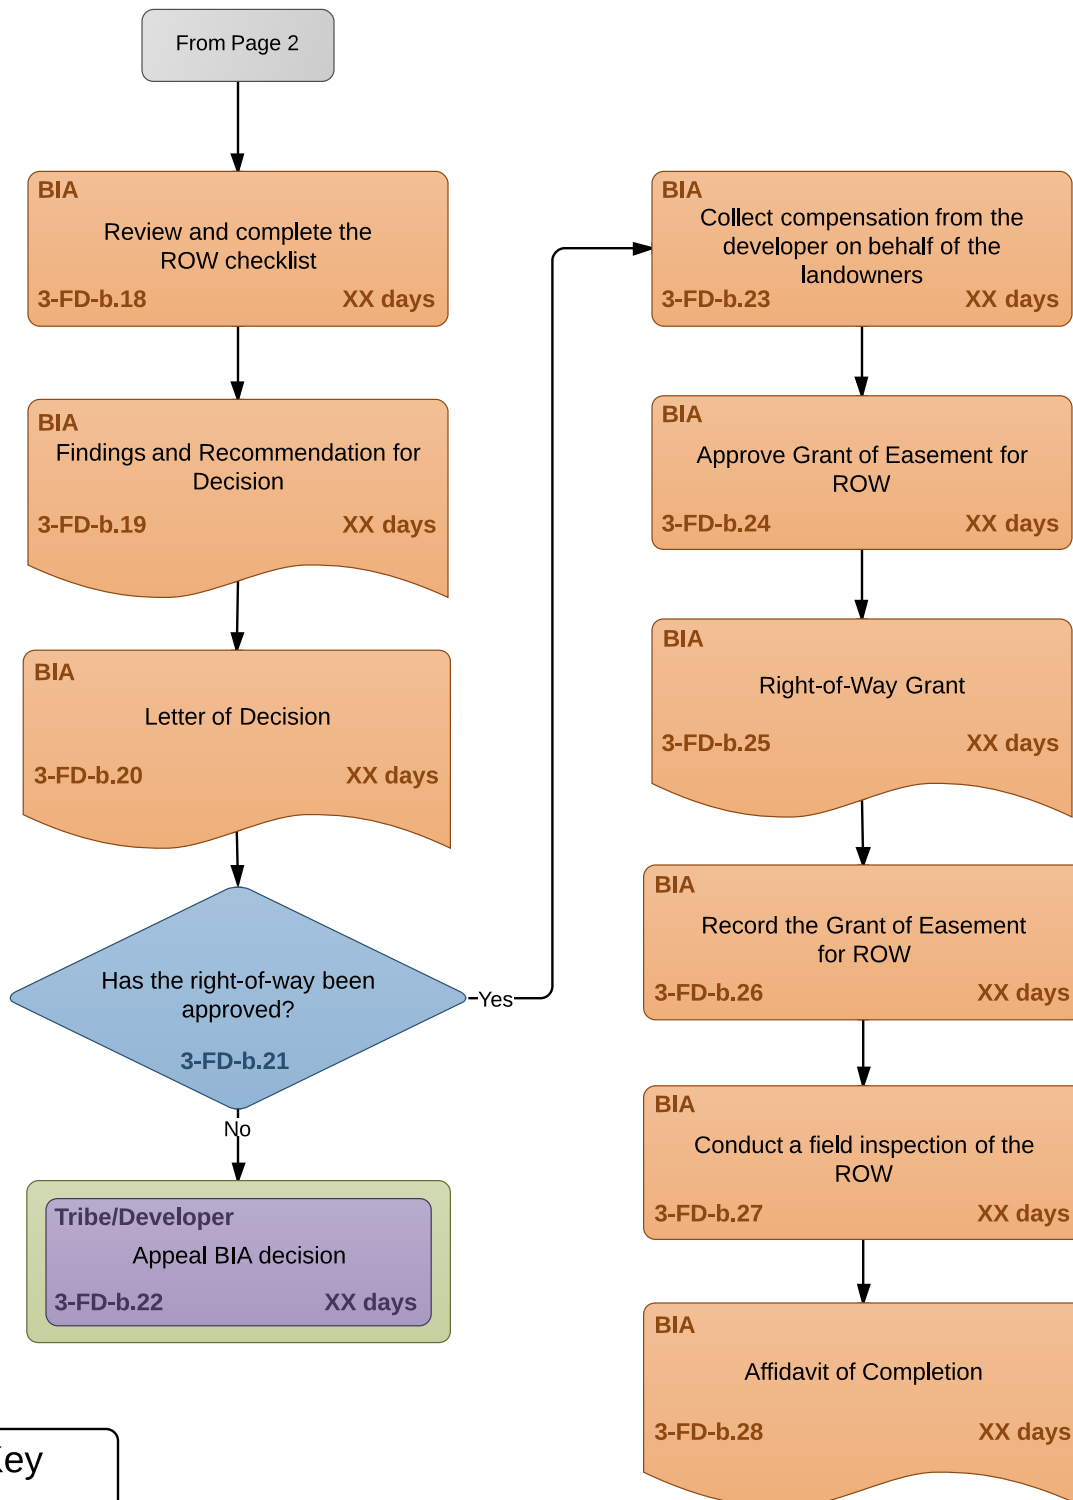 From Page 2
BIA
Review and complete the
ROW checklist
3-FD-b.18 XX days
BIA
Findings and Recommendation for
Decision
3-FD-b.19 XX days
BIA
Letter of Decision
3-FD-b.20 XX days
Has the right-of-way been
approved?
3-FD-b.21
Yes
No
Tribe/Developer
Appeal BIA decision
3-FD-b.22 XX days
BIA
Collect compensation from the
developer on behalf of the
landowners
3-FD-b.23 XX days
BIA
Approve Grant of Easement for
ROW
3-FD-b.24 XX days
BIA
Right-of-Way Grant
3-FD-b.25 XX days
BIA
Record the Grant of Easement
for ROW
3-FD-b.26 XX days
BIA
Conduct a field inspection of the
ROW
3-FD-b.27 XX days
BIA
Affidavit of Completion
3-FD-b.28 XX days